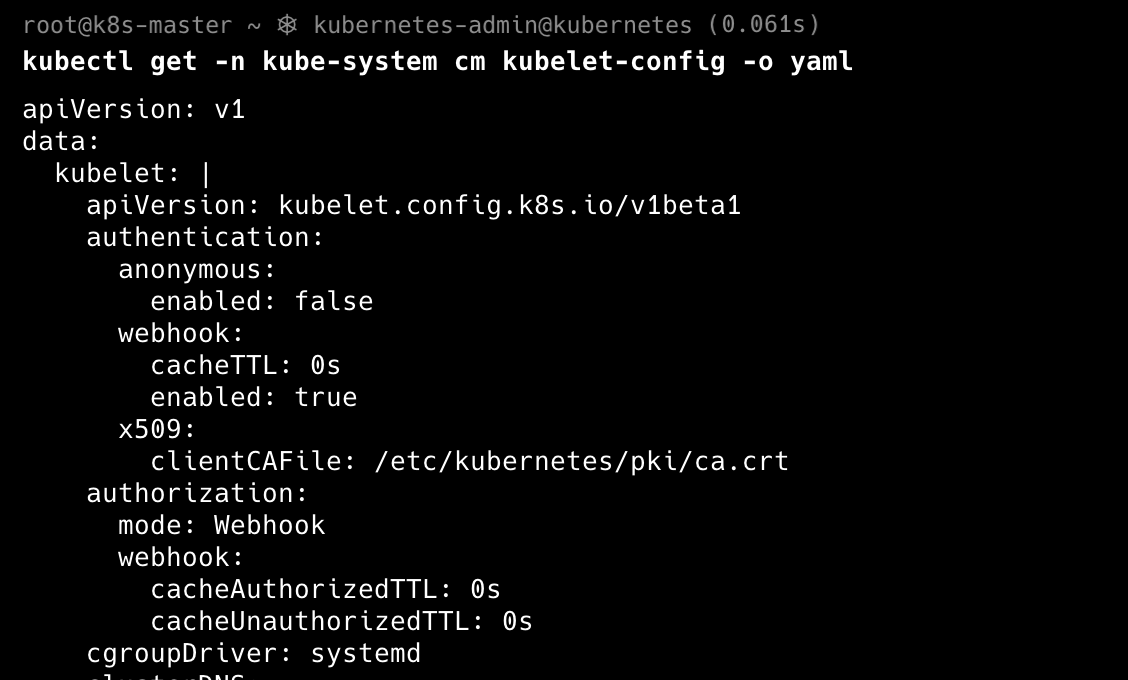 root@k8s-master ~ ⎈ kubernetes-admin@kubernetes (0.061s)
kubectl get -n kube-system cm kubelet-config -o yaml
apiVersion: v1
data:
  kubelet: |
    apiVersion: kubelet.config.k8s.io/v1beta1
    authentication:
      anonymous:
        enabled: false
      webhook:
        cacheTTL: 0s
        enabled: true
      x509:
        clientCAFile: /etc/kubernetes/pki/ca.crt
    authorization:
      mode: Webhook
      webhook:
        cacheAuthorizedTTL: 0s
        cacheUnauthorizedTTL: 0s
    cgroupDriver: systemd
    clusterDNS